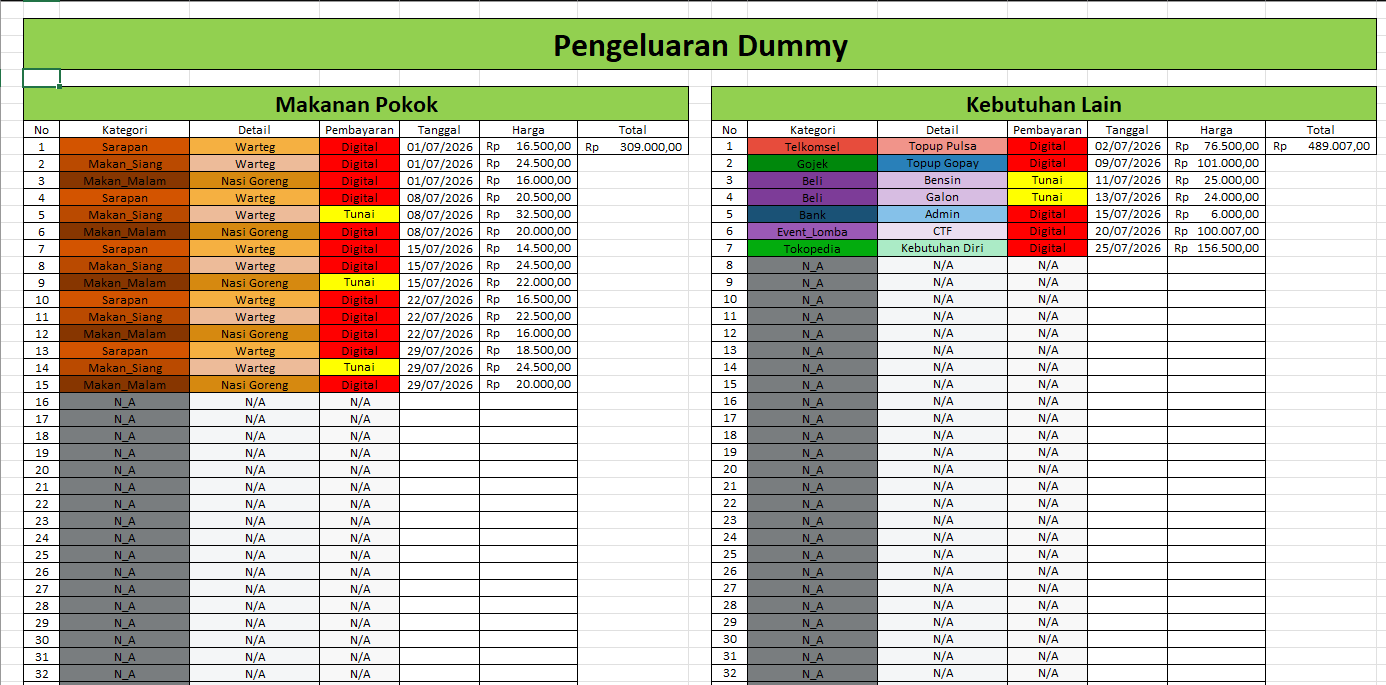 Pengeluaran Dummy
Makanan Pokok
No Kategori Detail Pembayaran Tanggal Harga Total
1 Sarapan Warteg Digital 01/07/2026 Rp 16.500,00 Rp 309.000,00
2 Makan_Siang Warteg Digital 01/07/2026 Rp 24.500,00
3 Makan_Malam Nasi Goreng Digital 01/07/2026 Rp 16.000,00
4 Sarapan Warteg Digital 08/07/2026 Rp 20.500,00
5 Makan_Siang Warteg Tunai 08/07/2026 Rp 32.500,00
6 Makan_Malam Nasi Goreng Digital 08/07/2026 Rp 20.000,00
7 Sarapan Warteg Digital 15/07/2026 Rp 14.500,00
8 Makan_Siang Warteg Digital 15/07/2026 Rp 24.500,00
9 Makan_Malam Nasi Goreng Tunai 15/07/2026 Rp 22.000,00
10 Sarapan Warteg Digital 22/07/2026 Rp 16.500,00
11 Makan_Siang Warteg Digital 22/07/2026 Rp 22.500,00
12 Makan_Malam Nasi Goreng Digital 22/07/2026 Rp 16.000,00
13 Sarapan Warteg Digital 29/07/2026 Rp 18.500,00
14 Makan_Siang Warteg Tunai 29/07/2026 Rp 24.500,00
15 Makan_Malam Nasi Goreng Digital 29/07/2026 Rp 20.000,00
16 N_A N/A N/A
17 N_A N/A N/A
18 N_A N/A N/A
19 N_A N/A N/A
20 N_A N/A N/A
21 N_A N/A N/A
22 N_A N/A N/A
23 N_A N/A N/A
24 N_A N/A N/A
25 N_A N/A N/A
26 N_A N/A N/A
27 N_A N/A N/A
28 N_A N/A N/A
29 N_A N/A N/A
30 N_A N/A N/A
31 N_A N/A N/A
32 N_A N/A N/A
Kebutuhan Lain
No Kategori Detail Pembayaran Tanggal Harga Total
1 Telkomsel Topup Pulsa Digital 02/07/2026 Rp 76.500,00 Rp 489.007,00
2 Gojek Topup Gopay Digital 09/07/2026 Rp 101.000,00
3 Beli Bensin Tunai 11/07/2026 Rp 25.000,00
4 Beli Galon Tunai 13/07/2026 Rp 24.000,00
5 Bank Admin Digital 15/07/2026 Rp 6.000,00
6 Event_Lomba CTF Digital 20/07/2026 Rp 100.007,00
7 Tokopedia Kebutuhan Diri Digital 25/07/2026 Rp 156.500,00
8 N_A N/A N/A
9 N_A N/A N/A
10 N_A N/A N/A
11 N_A N/A N/A
12 N_A N/A N/A
13 N_A N/A N/A
14 N_A N/A N/A
15 N_A N/A N/A
16 N_A N/A N/A
17 N_A N/A N/A
18 N_A N/A N/A
19 N_A N/A N/A
20 N_A N/A N/A
21 N_A N/A N/A
22 N_A N/A N/A
23 N_A N/A N/A
24 N_A N/A N/A
25 N_A N/A N/A
26 N_A N/A N/A
27 N_A N/A N/A
28 N_A N/A N/A
29 N_A N/A N/A
30 N_A N/A N/A
31 N_A N/A N/A
32 N_A N/A N/A